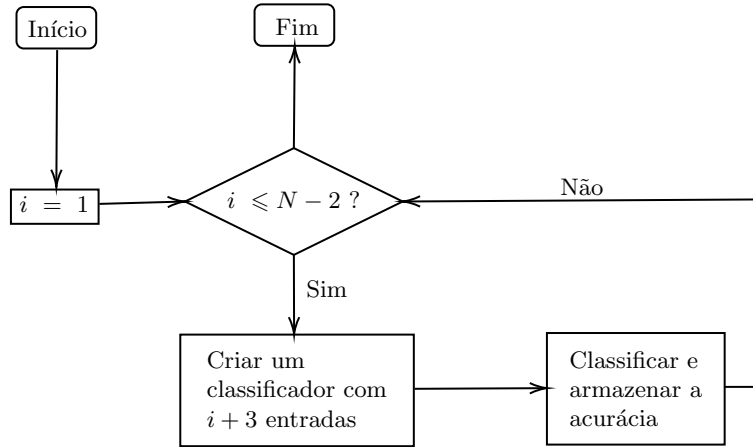 Início
Fim
i = 1
i ⩽ N − 2 ?
Não
Sim
Criar um
classificador com
i + 3 entradas
Classificar e
armazenar a
acurácia